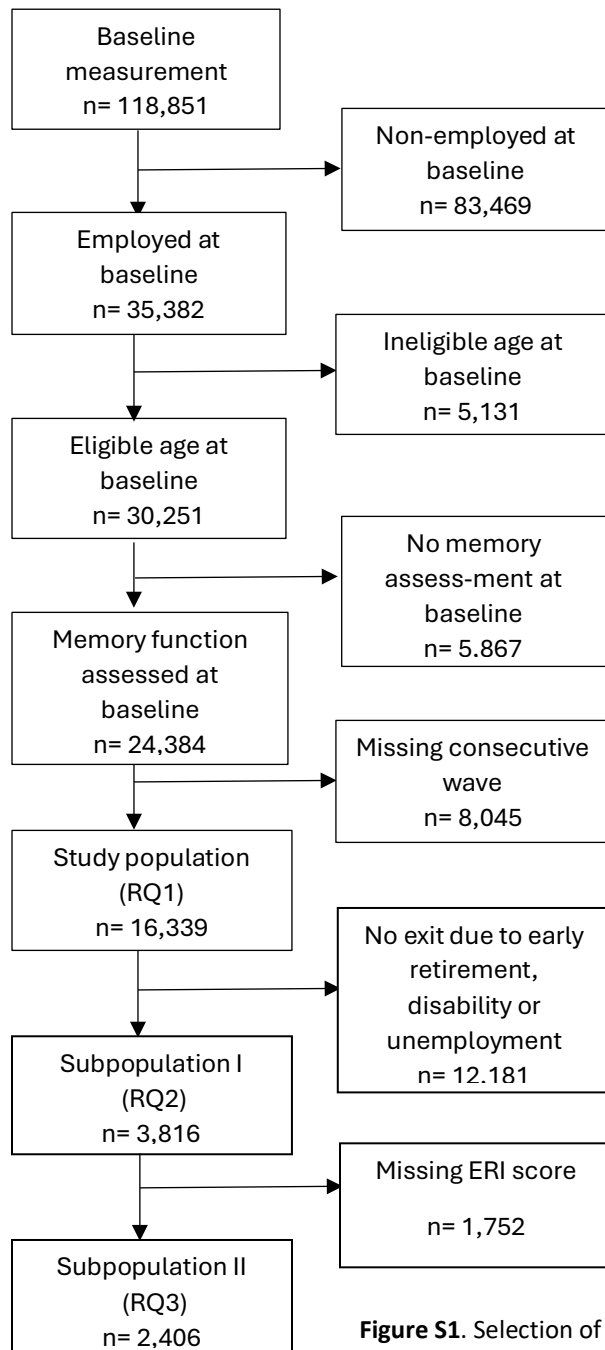 Baseline
measurement
n= 118,851
Non-employed at
baseline
n= 83,469
Employed at
baseline
n= 35,382
Ineligible age at
baseline
n= 5,131
Eligible age at
baseline
n= 30,251
No memory
assess-ment at
baseline
n= 5.867
Memory function
assessed at
baseline
n= 24,384
Missing consecutive
wave
n= 8,045
Study population
(RQ1)
n= 16,339
No exit due to early
retirement,
disability or
unemployment
n= 12.181
Subpopulation I
(RQ2)
n= 3,816
Missing ERI score
n= 1,752
Subpopulation II
(RQ3)
n= 2,406
Figure S1. Selection of